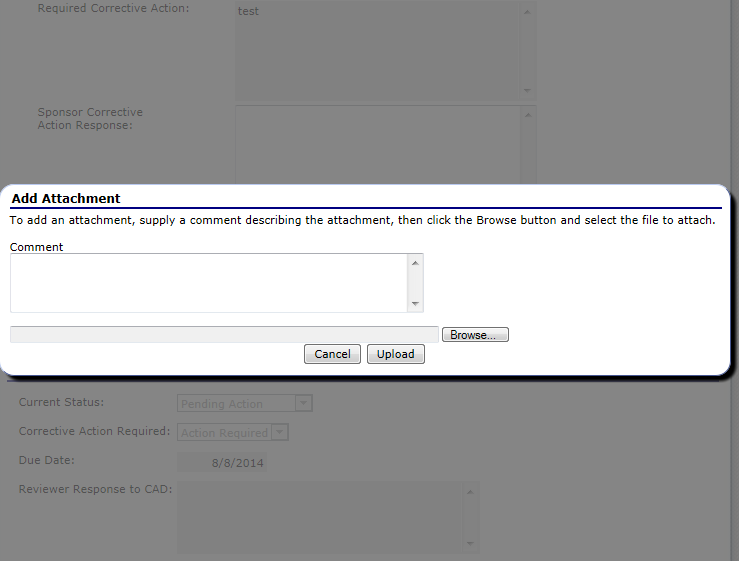 Required Corrective Action:
test
Sponsor Corrective
Action Response:
Add Attachment
To add an attachment, supply a comment describing the attachment, then click the Browse button and select the file to attach.
Comment
Browse...
Cancel Upload
Current Status: Pending Action
Corrective Action Required: Action Required
Due Date: 8/8/2014
Reviewer Response to CAD: